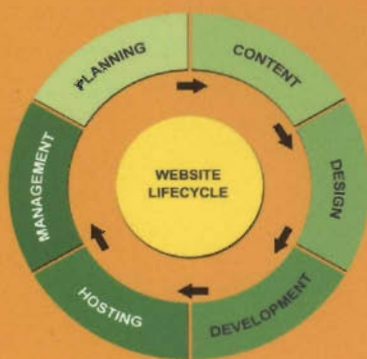 PLANNING
CONTENT
DESIGN
DEVELOPMENT
HOSTING
MANAGEMENT
WEBSITE
LIFECYCLE